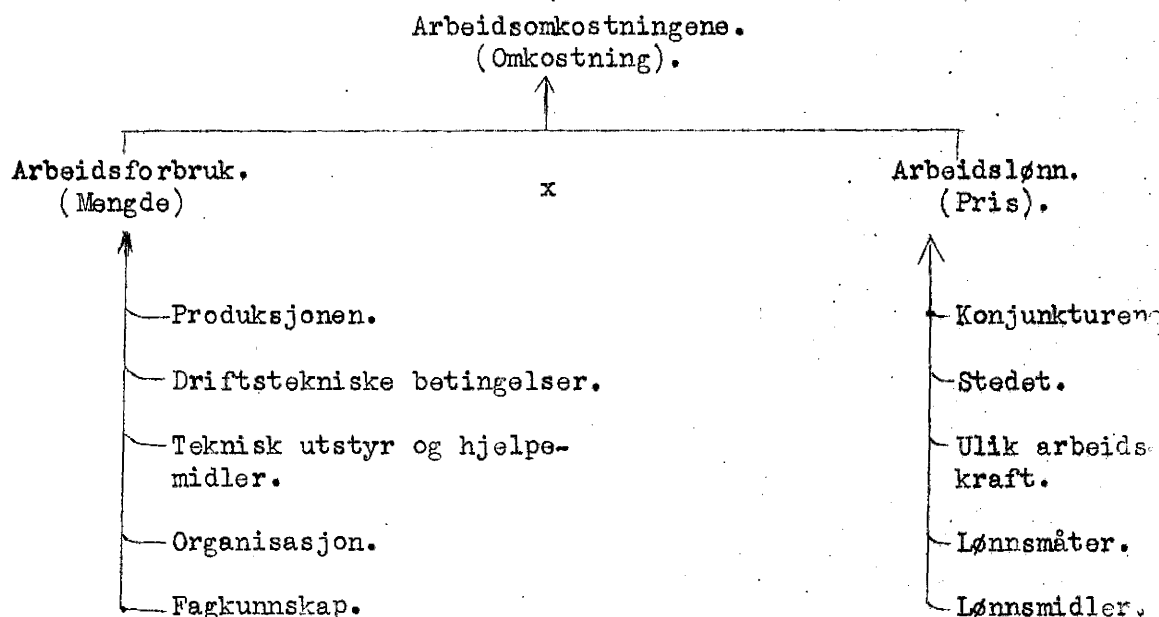 Arbeidsomkostningene.
(Omkostning).
Arbeidsforbruk.
(Mengde)
x
Arbeidslønn.
(Pris).
Produksjonen.
Driftstekniske betingelser.
Teknisk utstyr og hjelpe-
midler.
Organisasjon.
Fagkunnskap.
Konjunkturene
Stedet.
Ulik arbeids-
kraft.
Lønnsmåter.
Lønnsmidler.